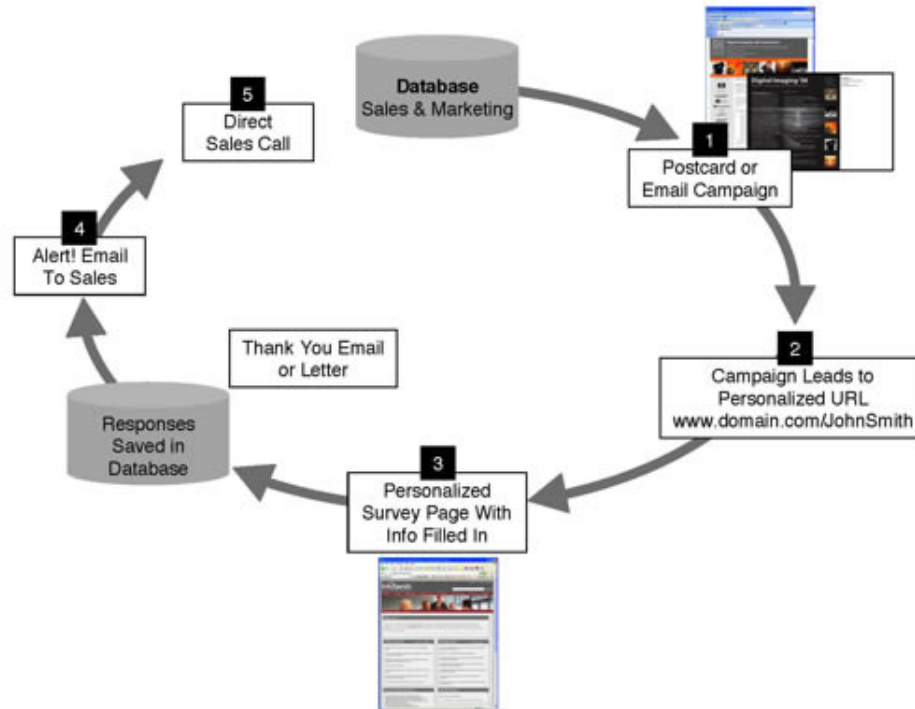 Database
Sales & Marketing
Digital Imaging '06
1
Postcard or
Email Campaign
2
Campaign Leads to
Personalized URL
www.domain.com/JohnSmith
3
Personalized
Survey Page With
Info Filled In
Responses
Saved in
Database
Thank You Email
or Letter
4
Alert! Email
To Sales
5
Direct
Sales Call